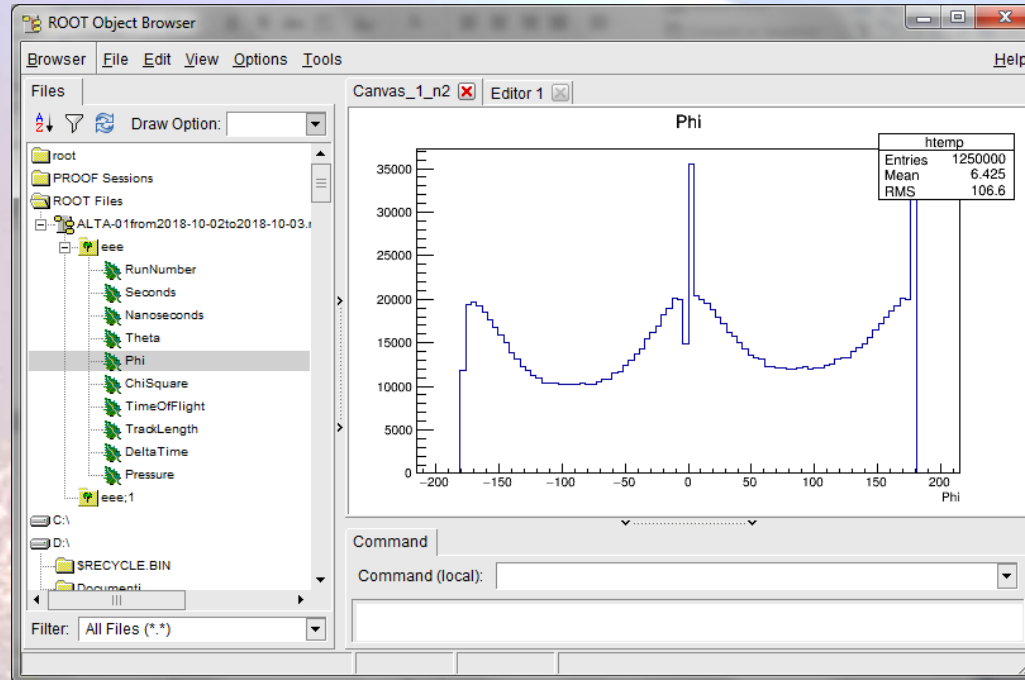 ROOT Object Browser
Browser File Edit View Options Tools Help
Files
Draw Option:
root
PROOF Sessions
ROOT Files
ALTA-01from2018-10-02to2018-10-03.r
eee
RunNumber
Seconds
Nanoseconds
Theta
Phi
ChiSquare
TimeOfFlight
TrackLength
DeltaTime
Pressure
eee;1
C:\
D:\
$RECYCLE.BIN
Documenti
Filter: All Files (*.*)
Canvas_1_n2 Editor 1
Phi
htemp
Entries 1250000
Mean 6.425
RMS 106.6
35000
30000
25000
20000
15000
10000
5000
0
−200 −150 −100 −50 0 50 100 150 200
Phi
Command
Command (local):